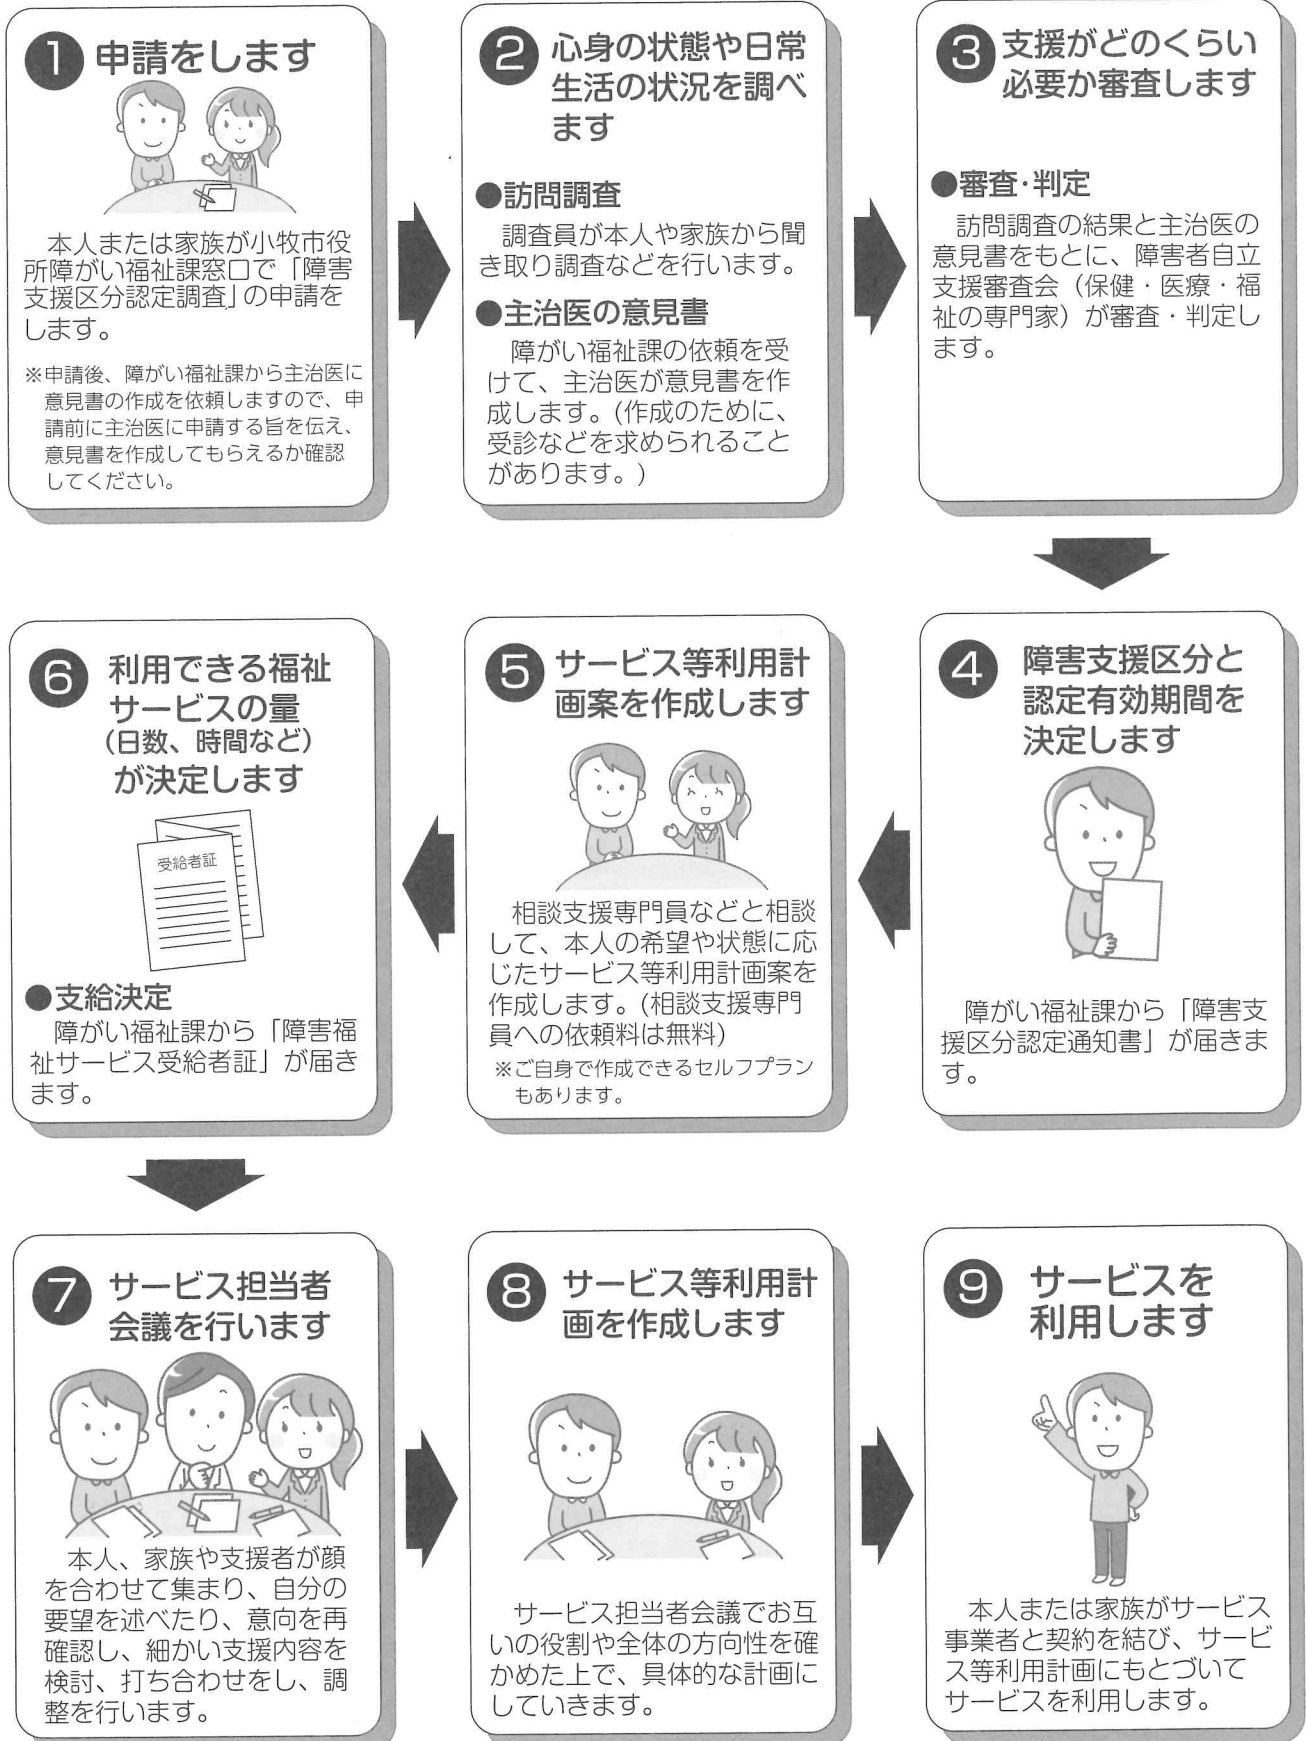 1 申請をします
本人または家族が小牧市役
所障がい福祉課窓口で「障害
支援区分認定調査」の申請を
します。
※申請後、障がい福祉課から主治医に
意見書の作成を依頼しますので、申
請前に主治医に申請する旨を伝え、
意見書を作成してもらえるか確認
してください。
2 心身の状態や日常
生活の状況を調べ
ます
●訪問調査
調査員が本人や家族から聞
き取り調査などを行います。
●主治医の意見書
障がい福祉課の依頼を受
けて、主治医が意見書を作
成します。(作成のために、
受診などを求められること
があります。)
3 支援がどのくらい
必要か審査します
●審査・判定
訪問調査の結果と主治医の
意見書をもとに、障害者自立
支援審査会（保健・医療・福
祉の専門家）が審査・判定し
ます。
4 障害支援区分と
認定有効期間を
決定します
障がい福祉課から「障害支
援区分認定通知書」が届きま
す。
5 サービス等利用計
画案を作成します
相談支援専門員などと相談
して、本人の希望や状態に応
じたサービス等利用計画案を
作成します。(相談支援専門
員への依頼料は無料)
※ご自身で作成できるセルフプラン
もあります。
6 利用できる福祉
サービスの量
（日数、時間など）
が決定します
受給者証
●支給決定
障がい福祉課から「障害福
祉サービス受給者証」が届き
ます。
7 サービス担当者
会議を行います
本人、家族や支援者が顔
を合わせて集まり、自分の
要望を述べたり、意向を再
確認し、細かい支援内容を
検討、打ち合わせをし、調
整を行います。
8 サービス等利用計
画を作成します
サービス担当者会議でお互
いの役割や全体の方向性を確
かめた上で、具体的な計画に
していきます。
9 サービスを
利用します
本人または家族がサービス
事業者と契約を結び、サービ
ス等利用計画にもとづいて
サービスを利用します。